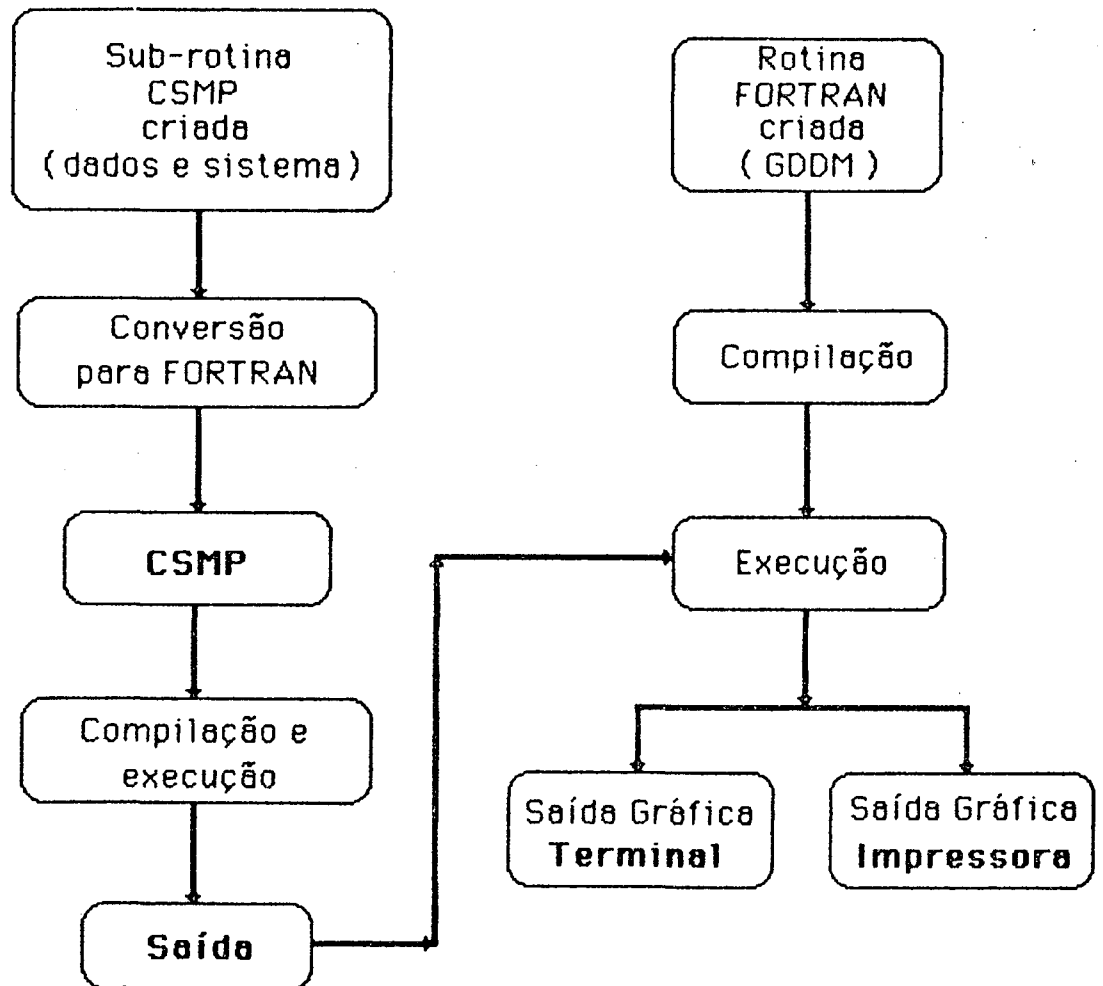 Sub-rotina
CSMP
criada
( dados e sistema )
Conversão
para FORTRAN
CSMP
Compilação e
execução
Saída
Rotina
FORTRAN
criada
( GDDM )
Compilação
Execução
Saída Gráfica
Terminal
Saída Gráfica
Impressora